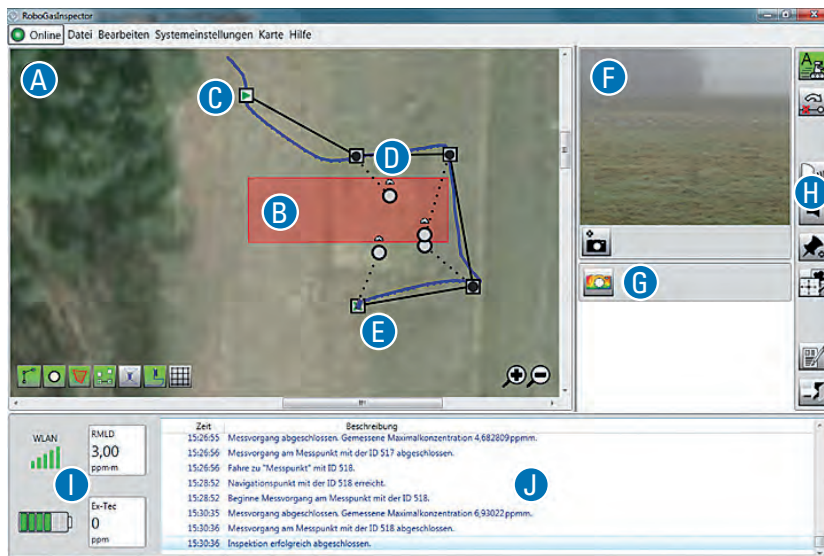 RoboGasInspector
Online Datei Bearbeiten Systemeinstellungen Karte Hilfe
A
C
D
B
E
F
G
H
WLAN
RMLD
3,00
ppm·m
Ex-Tec
0
ppm
I
Zeit Beschreibung
15:26:55 Messvorgang abgeschlossen. Gemessene Maximalkonzentration 4,682809ppmm.
15:26:56 Messvorgang am Messpunkt mit der ID 517 abgeschlossen.
15:26:56 Fahre zu "Messpunkt" mit ID 518.
15:28:52 Navigationspunkt mit der ID 518 erreicht.
15:28:52 Beginne Messvorgang am Messpunkt mit der ID 518.
15:30:35 Messvorgang abgeschlossen. Gemessene Maximalkonzentration 6,93022ppmm.
15:30:36 Messvorgang am Messpunkt mit der ID 518 abgeschlossen.
15:30:36 Inspektion erfolgreich abgeschlossen.
J